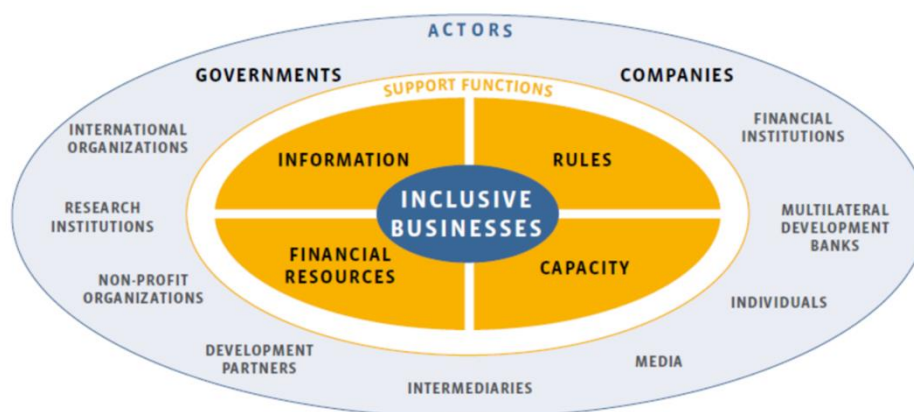 ACTORS
GOVERNMENTS
COMPANIES
SUPPORT FUNCTIONS
INTERNATIONAL
ORGANIZATIONS
FINANCIAL
INSTITUTIONS
INFORMATION
RULES
INCLUSIVE
BUSINESSES
RESEARCH
INSTITUTIONS
MULTILATERAL
DEVELOPMENT
BANKS
FINANCIAL
RESOURCES
CAPACITY
NON-PROFIT
ORGANIZATIONS
INDIVIDUALS
DEVELOPMENT
PARTNERS
MEDIA
INTERMEDIARIES